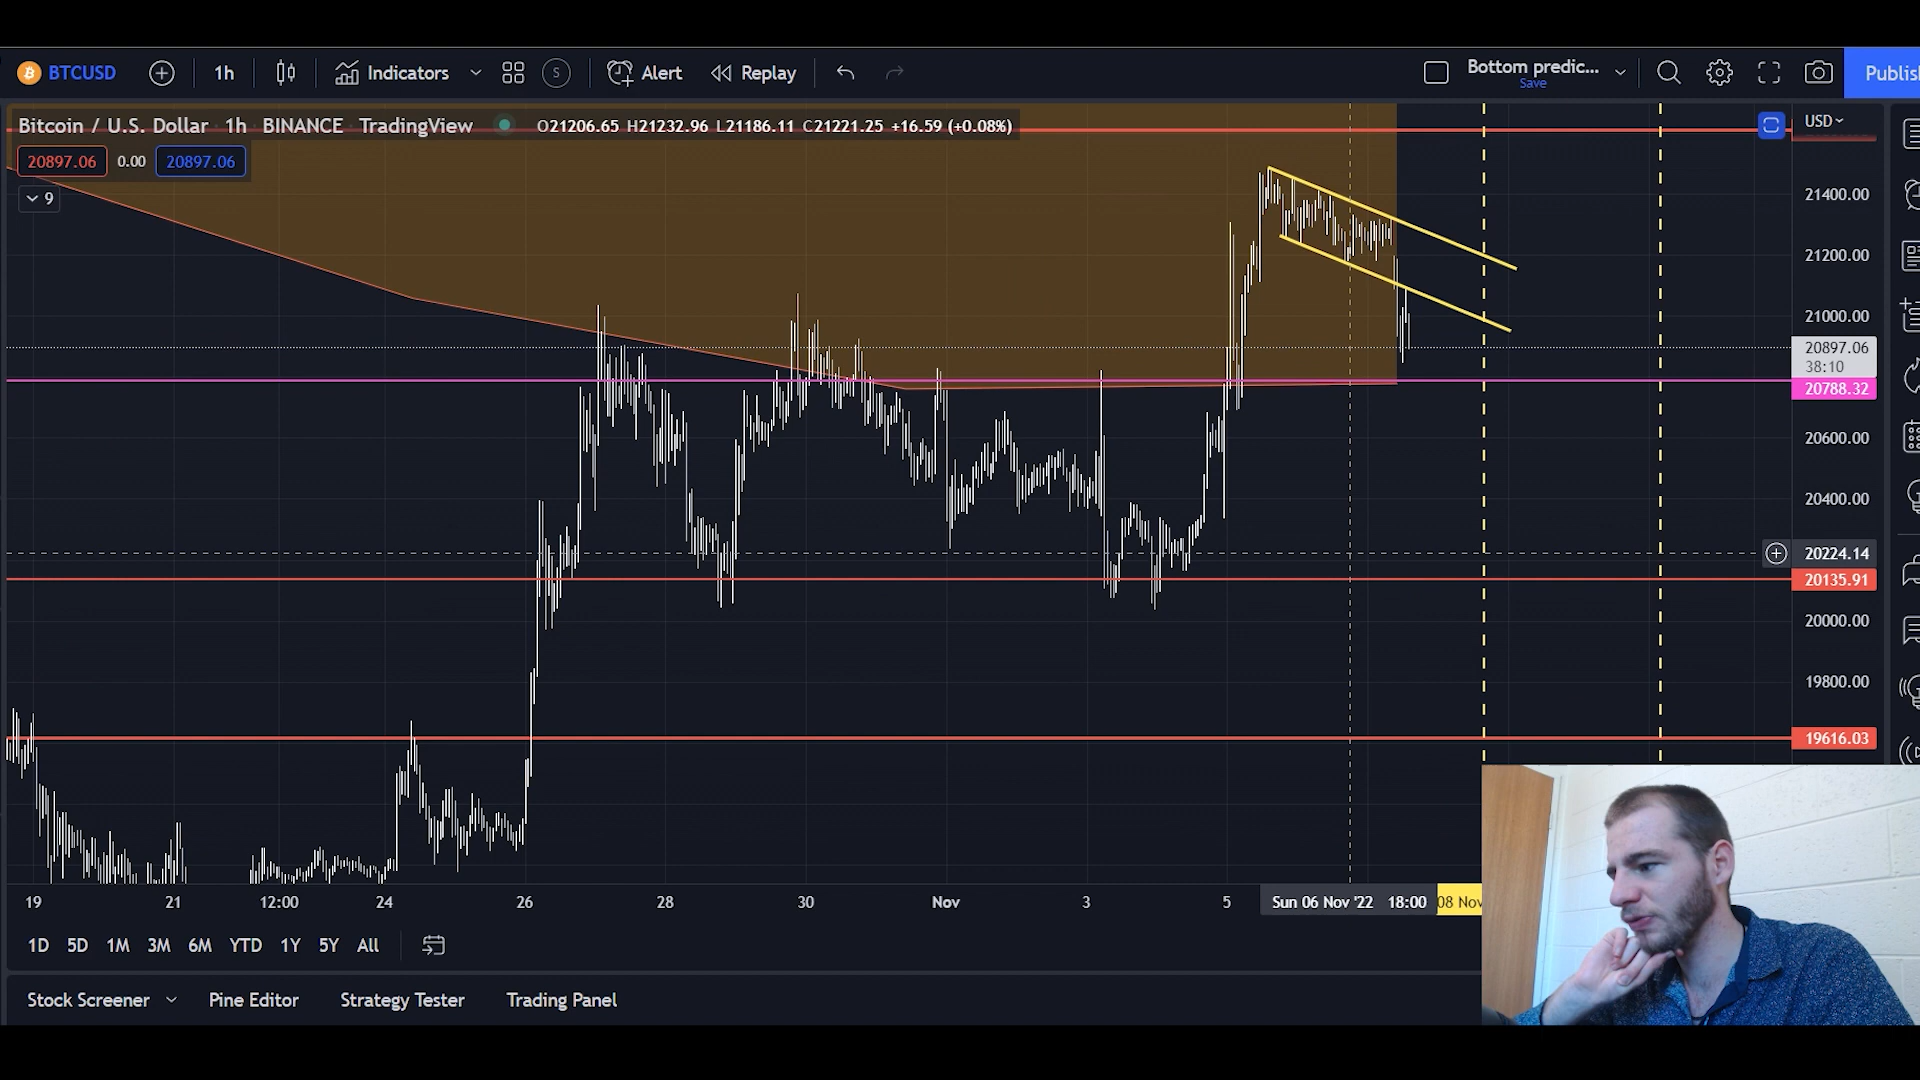 BTCUSD 1h Indicators S Alert Replay Bottom predic... Publis
Save
Bitcoin / U.S. Dollar 1h BINANCE TradingView O21206.65 H21232.96 L21186.11 C21221.25 +16.59 (+0.08%) USD
20897.06 0.00 20897.06
9
21400.00
21200.00
21000.00
20897.06
38:10
20788.32
20600.00
20400.00
20224.14
20135.91
20000.00
19800.00
19616.03
19 21 12:00 24 26 28 30 Nov 3 5 Sun 06 Nov '22 18:00 08 Nov
1D 5D 1M 3M 6M YTD 1Y 5Y All
Stock Screener Pine Editor Strategy Tester Trading Panel